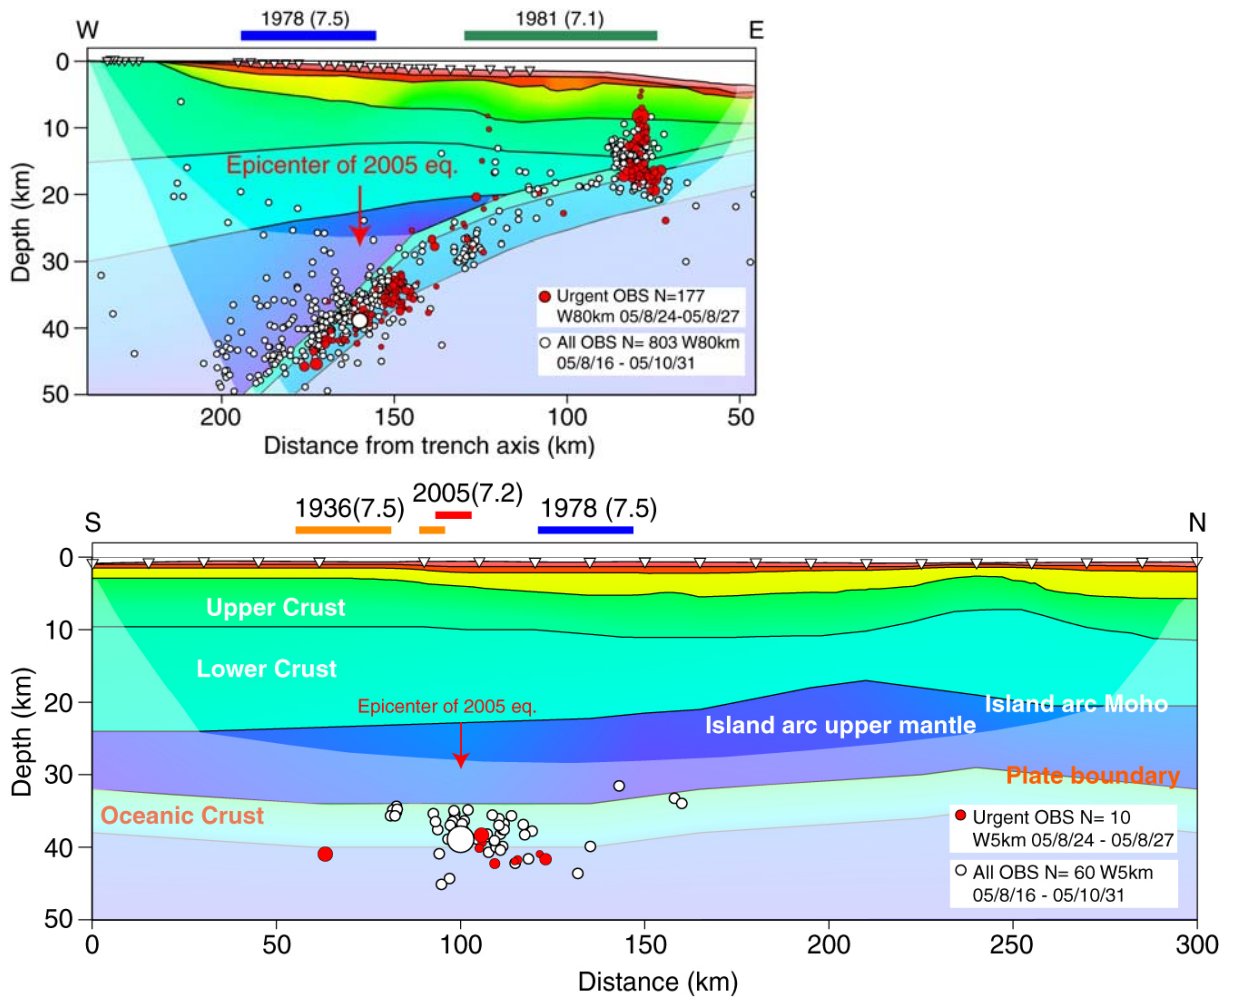 1978 (7.5)
1981 (7.1)
W
E
0
10
20
30
40
50
Depth (km)
Epicenter of 2005 eq.
Urgent OBS N=177
W80km 05/8/24-05/8/27
All OBS N= 803 W80km
05/8/16 - 05/10/31
200
150
100
50
Distance from trench axis (km)
2005(7.2)
1936(7.5)
1978 (7.5)
S
N
0
10
20
30
40
50
Depth (km)
Upper Crust
Lower Crust
Epicenter of 2005 eq.
Island arc Moho
Island arc upper mantle
Plate boundary
Oceanic Crust
Urgent OBS N= 10
W5km 05/8/24 - 05/8/27
All OBS N= 60 W5km
05/8/16 - 05/10/31
0
50
100
150
200
250
300
Distance (km)